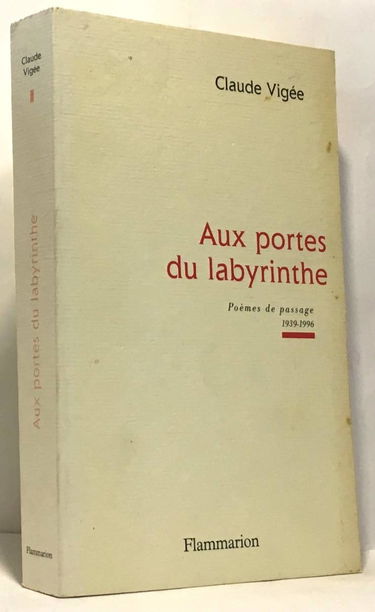 Claude
Vigée
Aux portes du labyrinthe
Flammarion
Claude Vigée
Aux portes
du labyrinthe
Poèmes de passage
1939-1996
Flammarion